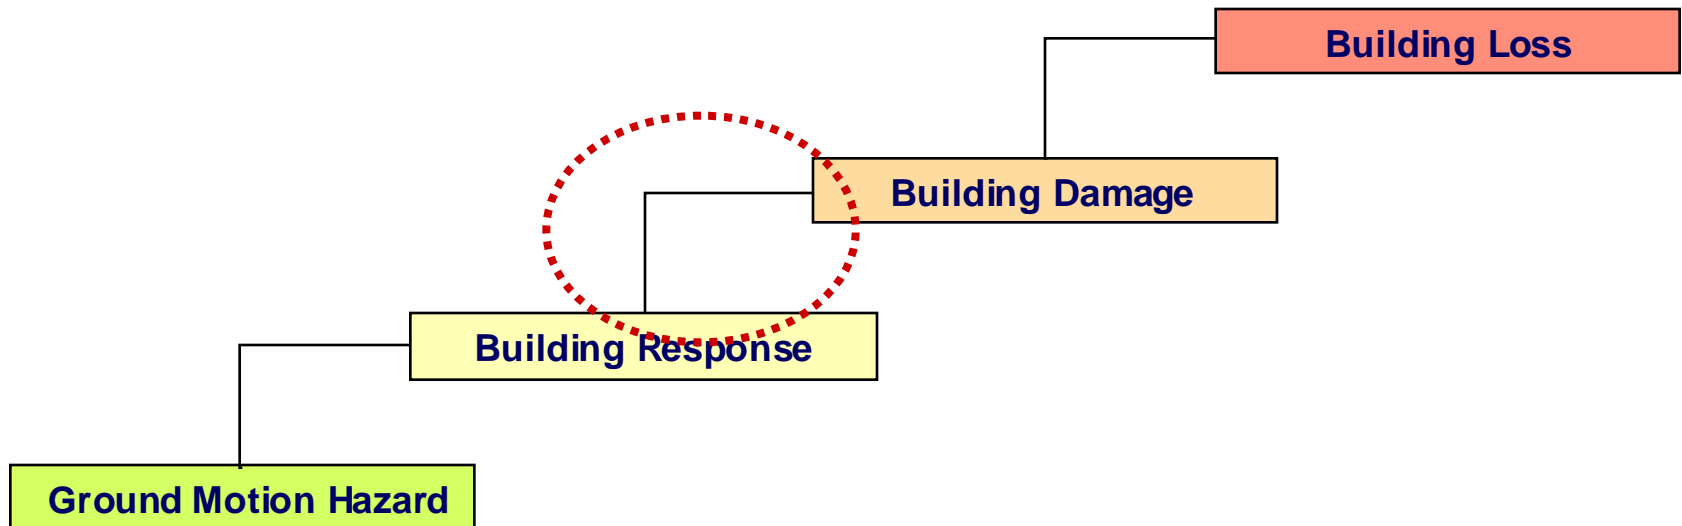 Building Loss
Building Damage
Building Response
Ground Motion Hazard